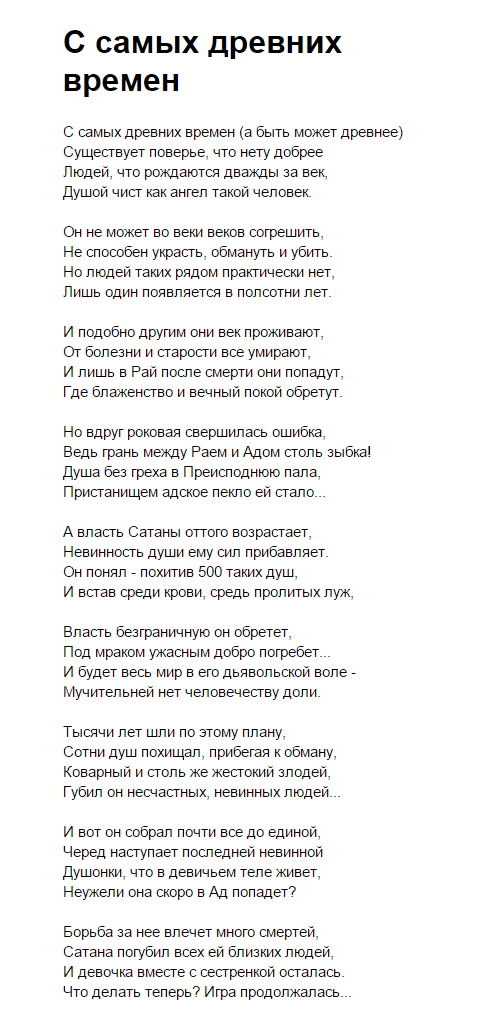 С самых древних
времен
С самых древних времен (а быть может древнее)
Существует поверье, что нету добрее
Людей, что рождаются дважды за век,
Душой чист как ангел такой человек.
Он не может во веки веков согрешить,
Не способен украсть, обмануть и убить.
Но людей таких рядом практически нет,
Лишь один появляется в полсотни лет.
И подобно другим они век проживают,
От болезни и старости все умирают,
И лишь в Рай после смерти они попадут,
Где блаженство и вечный покой обретут.
Но вдруг роковая свершилась ошибка,
Ведь грань между Раем и Адом столь зыбка!
Душа без греха в Преисподнюю пала,
Пристанищем адское пекло ей стало...
А власть Сатаны оттого возрастает,
Невинность души ему сил прибавляет.
Он понял - похитив 500 таких душ,
И встав среди крови, средь пролитых луж,
Власть безграничную он обретет,
Под мраком ужасным добро погребет...
И будет весь мир в его дьявольской воле -
Мучительней нет человечеству доли.
Тысячи лет шли по этому плану,
Сотни душ похищал, прибегая к обману,
Коварный и столь же жестокий злодей,
Губил он несчастных, невинных людей...
И вот он собрал почти все до единой,
Черед наступает последней невинной
Душонки, что в девичьем теле живет,
Неужели она скоро в Ад попадет?
Борьба за нее влечет много смертей,
Сатана погубил всех ей близких людей,
И девочка вместе с сестренкой осталась.
Что делать теперь? Игра продолжалась...